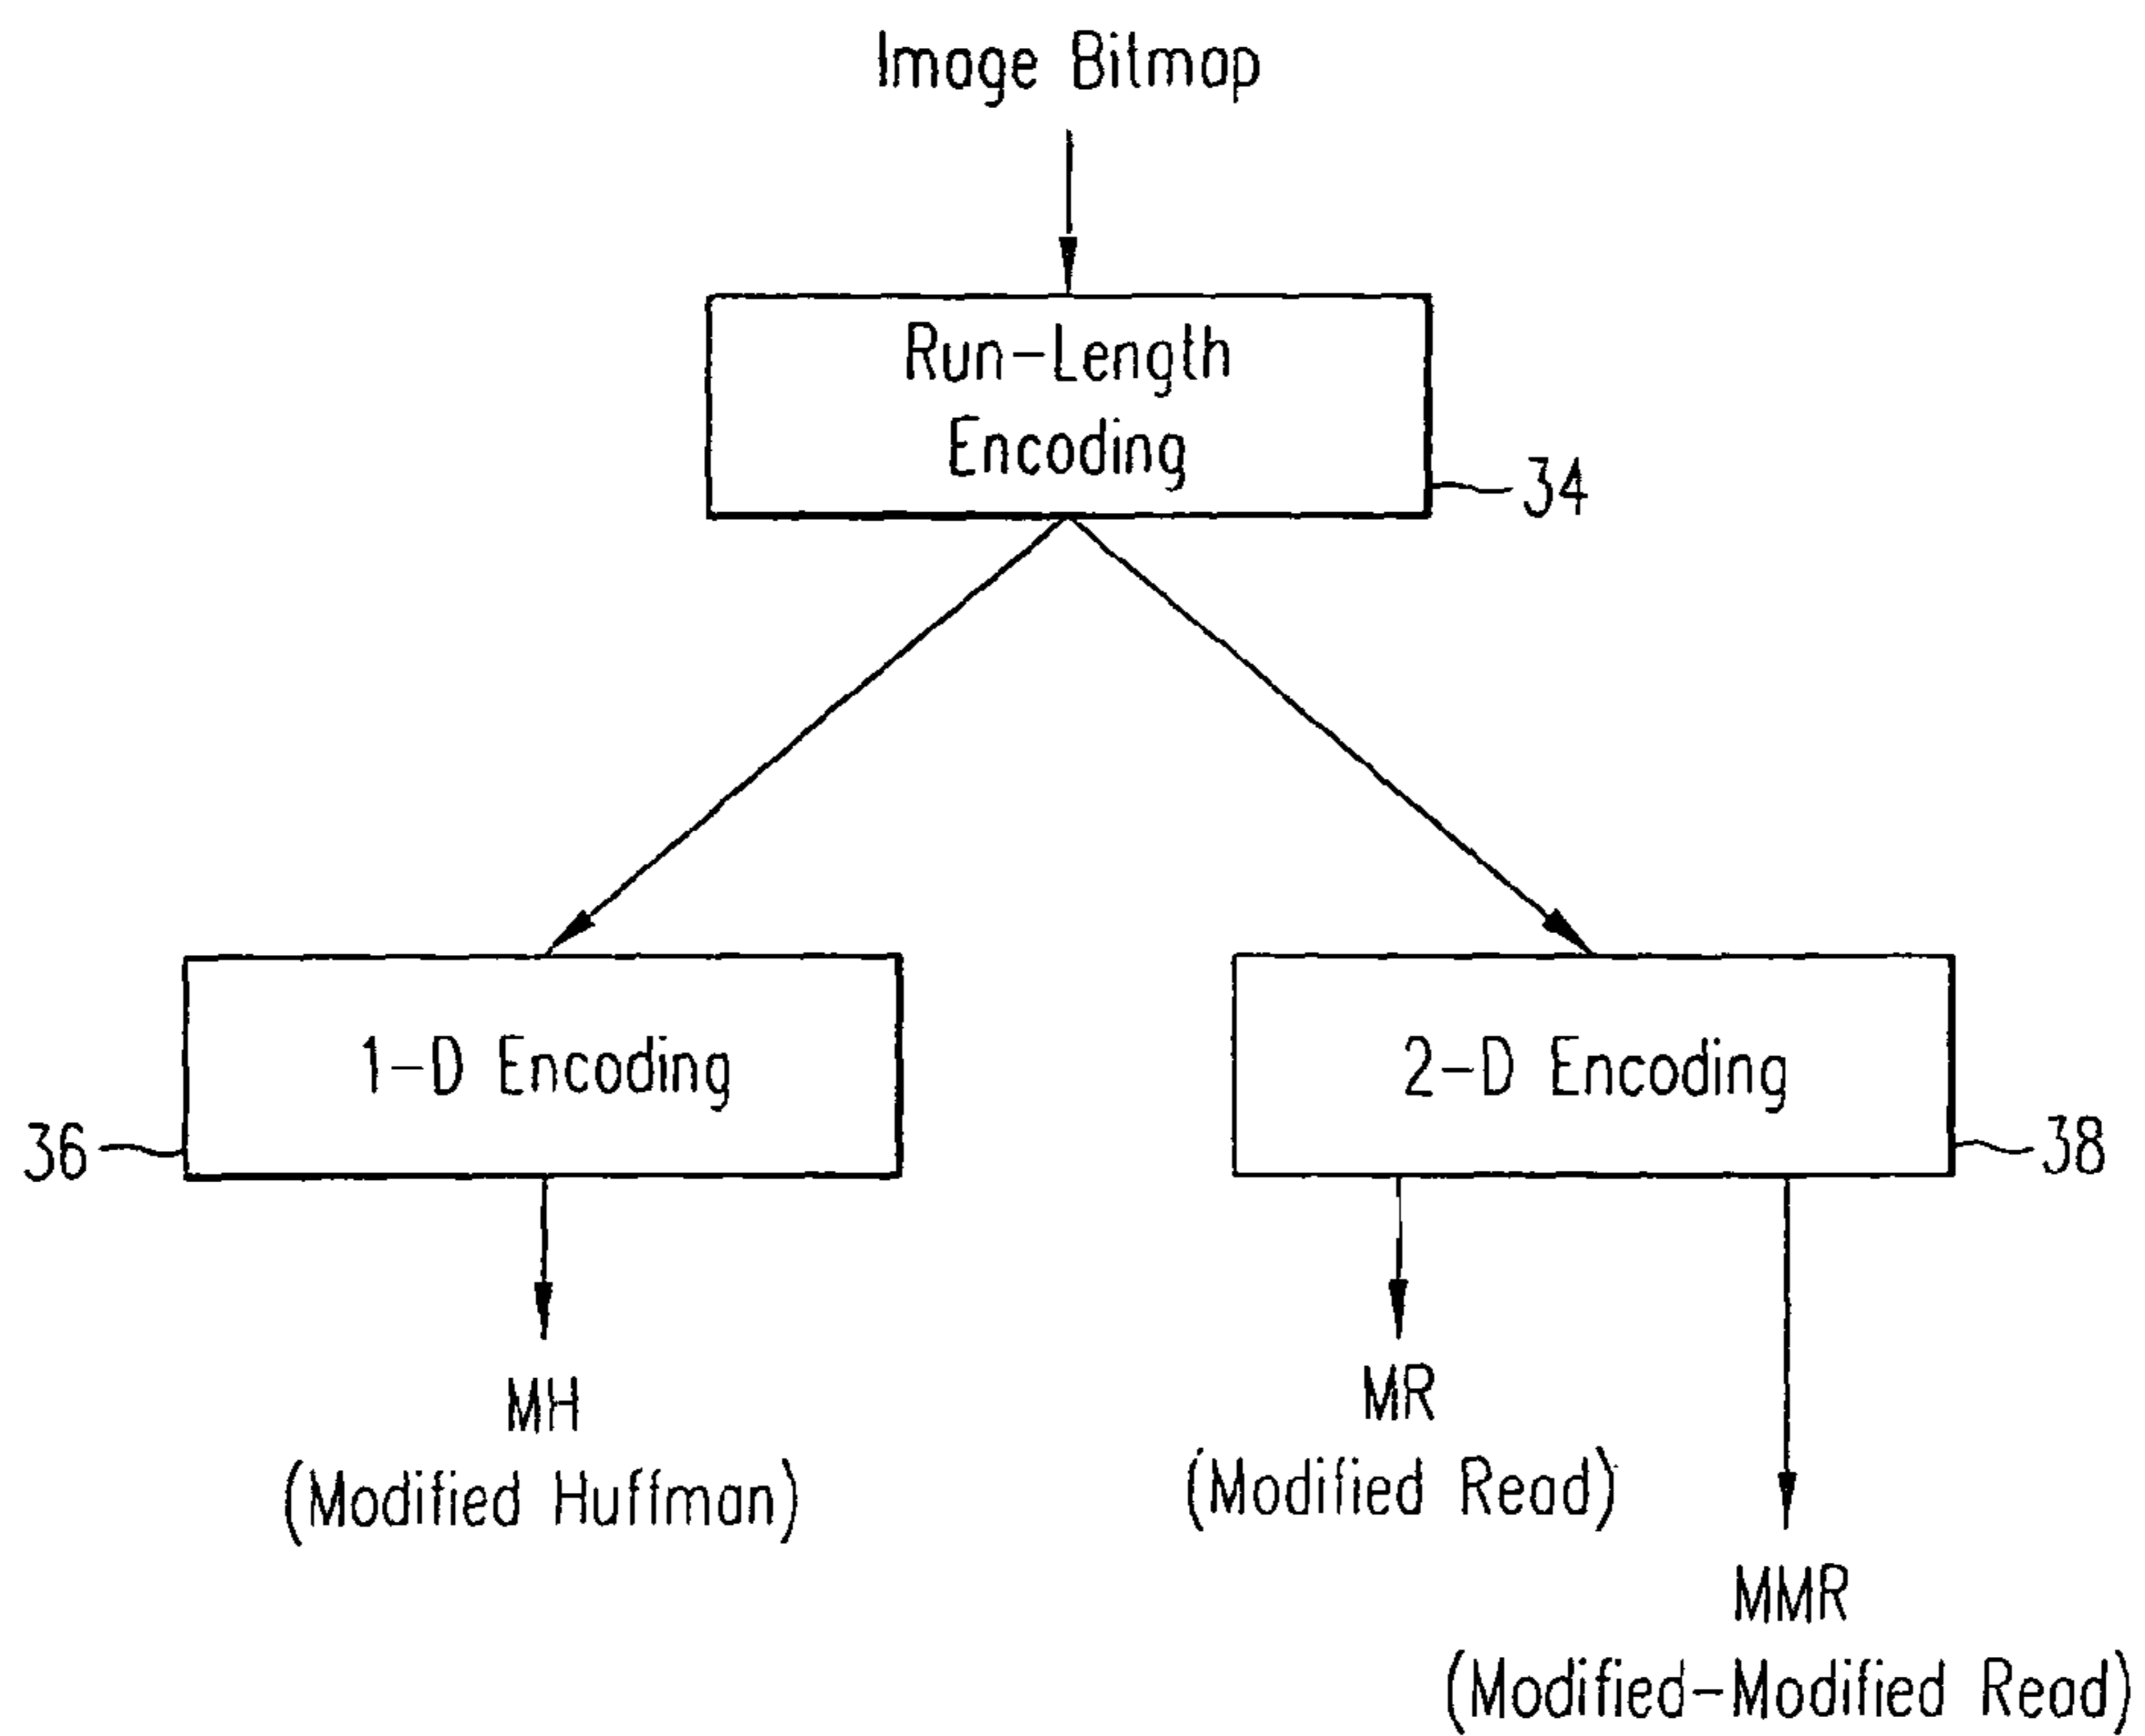 Image Bitmap
Run-Length
Encoding
34
1-D Encoding
36
2-D Encoding
38
MH
(Modified Huffman)
MR
(Modified Read)
MMR
(Modified-Modified Read)